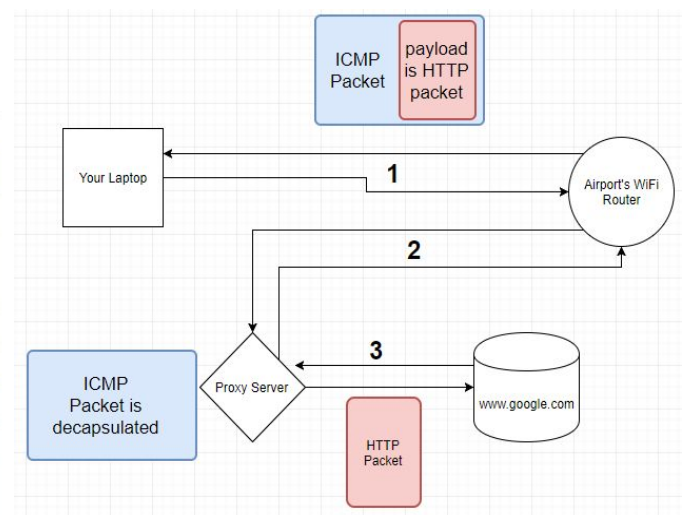 ICMP
Packet
payload
is HTTP
packet
Your Laptop
1
Airport's WiFi
Router
2
3
ICMP
Packet is
decapsulated
Proxy Server
www.google.com
HTTP
Packet